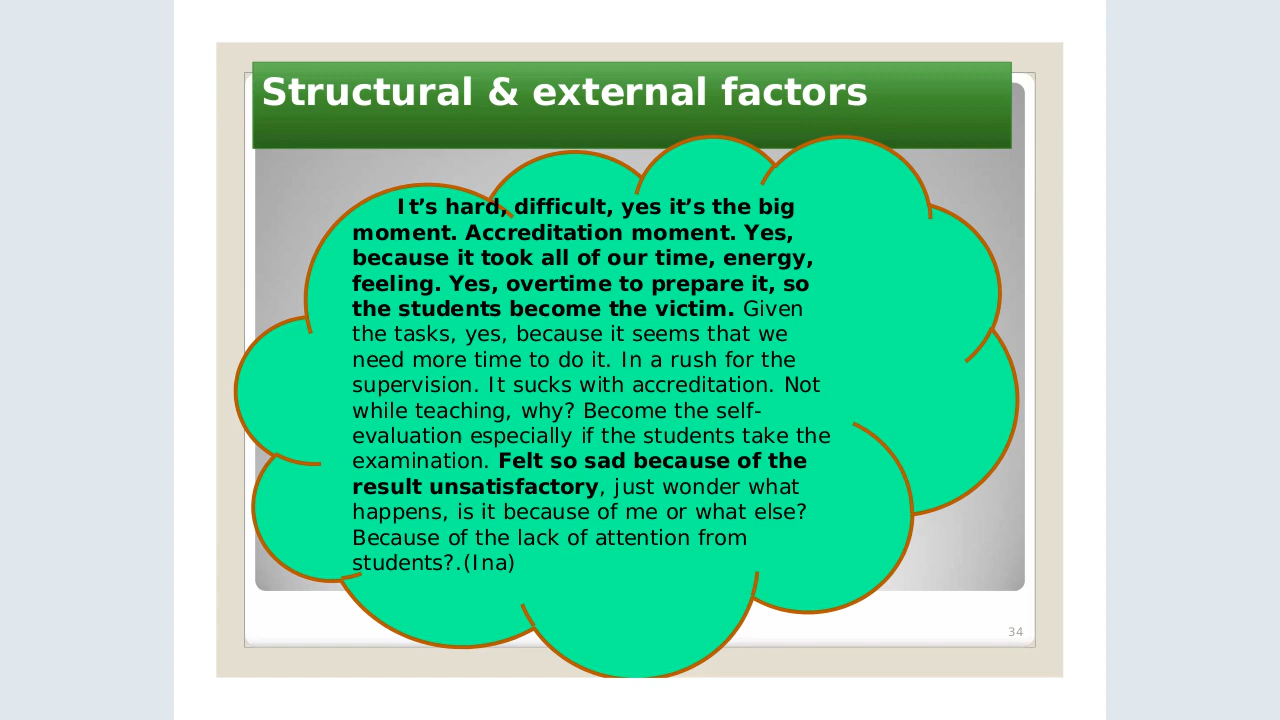 Structural & external factors
It’s hard, difficult, yes it’s the big
moment. Accreditation moment. Yes,
because it took all of our time, energy,
feeling. Yes, overtime to prepare it, so
the students become the victim. Given
the tasks, yes, because it seems that we
need more time to do it. In a rush for the
supervision. It sucks with accreditation. Not
while teaching, why? Become the self-
evaluation especially if the students take the
examination. Felt so sad because of the
result unsatisfactory, just wonder what
happens, is it because of me or what else?
Because of the lack of attention from
students?.(Ina)
34